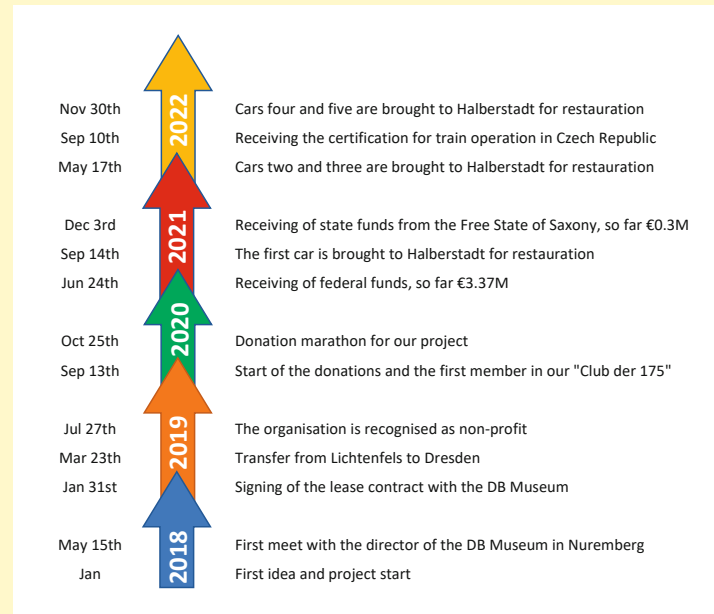 2022
Nov 30th Cars four and five are brought to Halberstadt for restauration
Sep 10th Receiving the certification for train operation in Czech Republic
May 17th Cars two and three are brought to Halberstadt for restauration
2021
Dec 3rd Receiving of state funds from the Free State of Saxony, so far €0.3M
Sep 14th The first car is brought to Halberstadt for restauration
Jun 24th Receiving of federal funds, so far €3.37M
2020
Oct 25th Donation marathon for our project
Sep 13th Start of the donations and the first member in our "Club der 175"
2019
Jul 27th The organisation is recognised as non-profit
Mar 23th Transfer from Lichtenfels to Dresden
Jan 31st Signing of the lease contract with the DB Museum
2018
May 15th First meet with the director of the DB Museum in Nuremberg
Jan First idea and project start